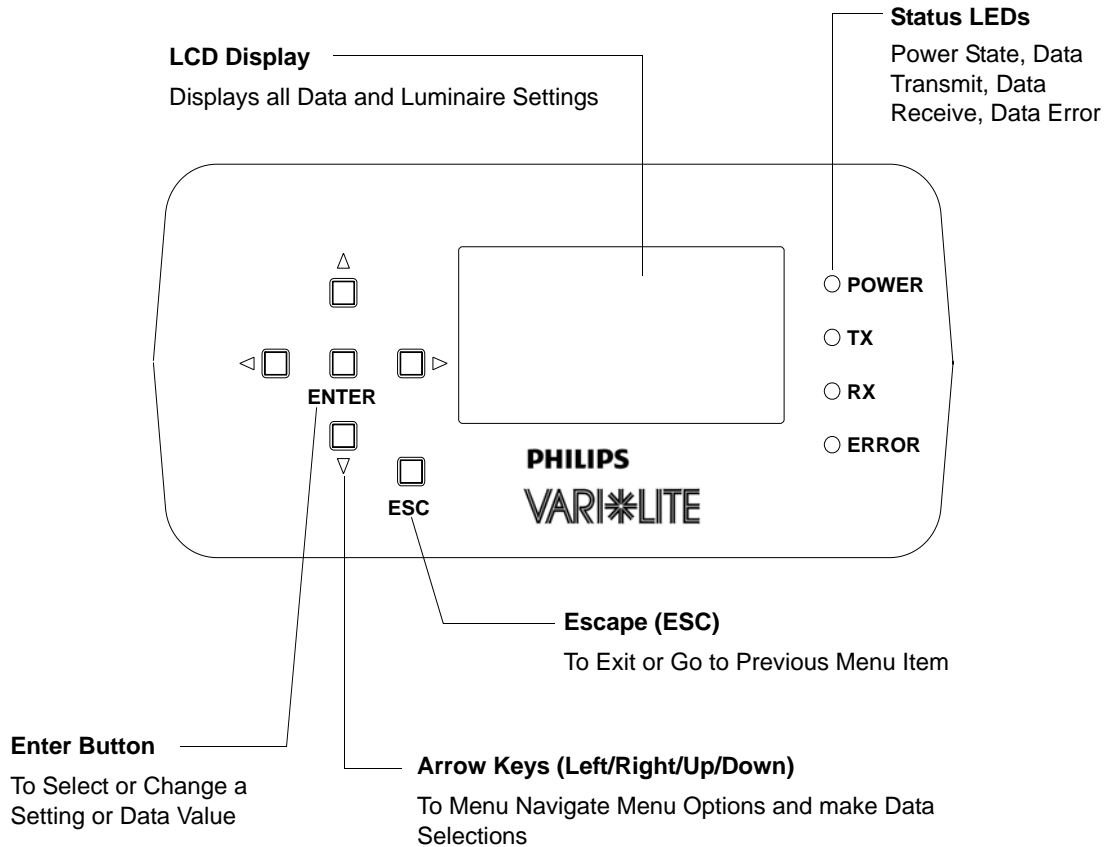 Status LEDs
Power State, Data
Transmit, Data
Receive, Data Error
LCD Display
Displays all Data and Luminaire Settings
POWER
TX
RX
ERROR
ENTER
ESC
PHILIPS
VARI*LITE
Escape (ESC)
To Exit or Go to Previous Menu Item
Enter Button
To Select or Change a
Setting or Data Value
Arrow Keys (Left/Right/Up/Down)
To Menu Navigate Menu Options and make Data
Selections